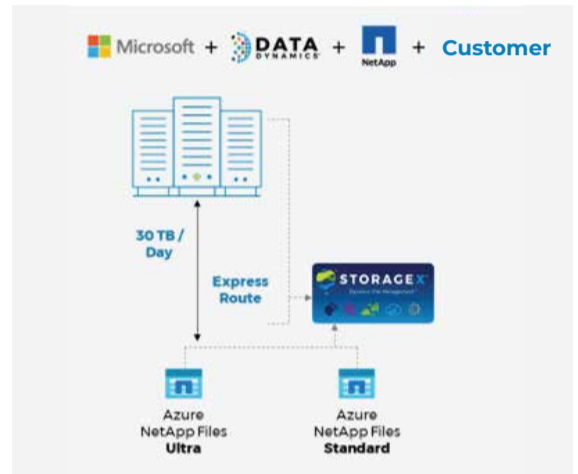 Microsoft + DATA DYNAMICS + NetApp + Customer
30 TB /
Day
Express
Route
STORAGEX
Azure
NetApp Files
Ultra
Azure
NetApp Files
Standard